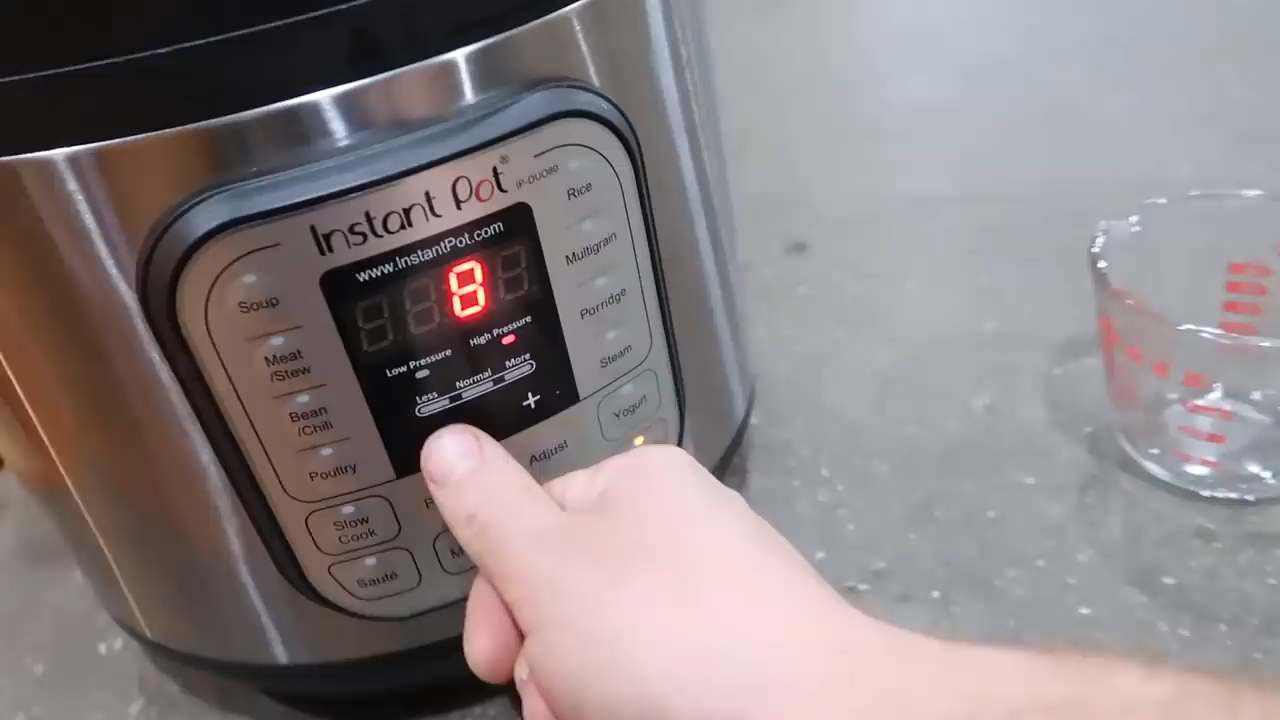 Instant Pot®
IP-DUO80
www.InstantPot.com
8
Low Pressure
High Pressure
Less
Normal
More
+
Soup
Meat
/Stew
Bean
/Chili
Poultry
Slow
Cook
Sauté
Rice
Multigrain
Porridge
Steam
Yogurt
Adjust